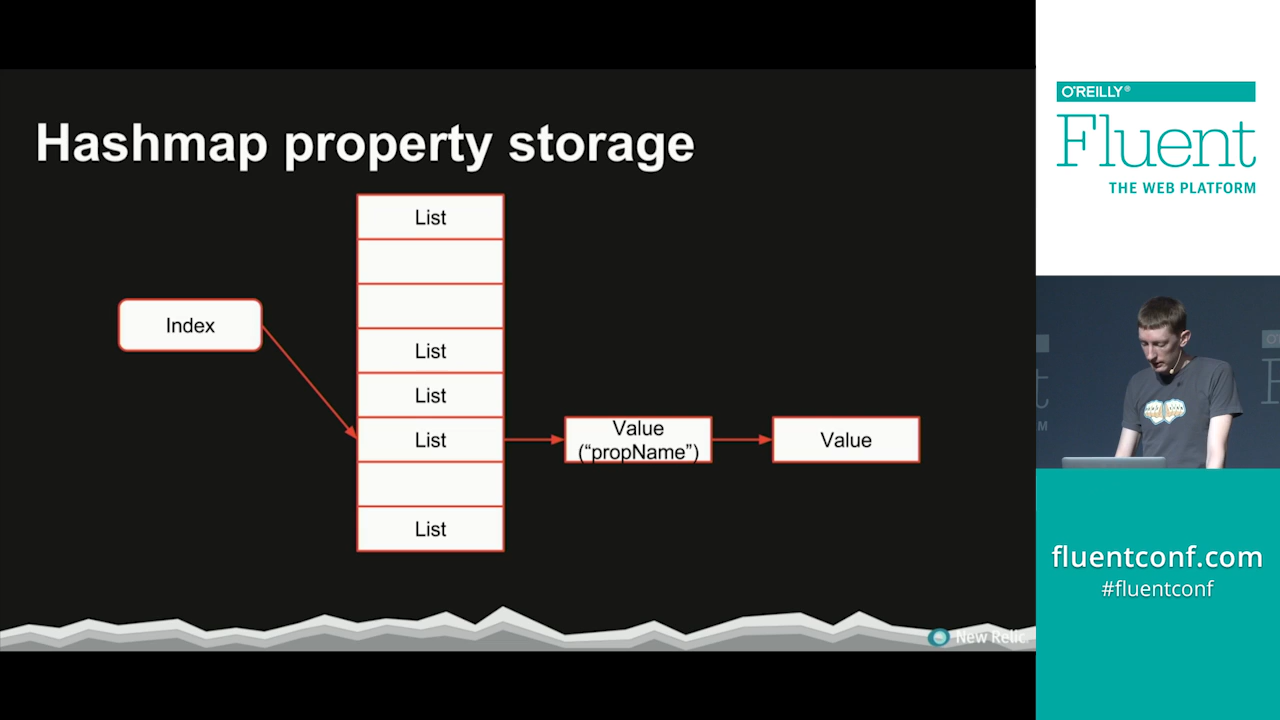 Hashmap property storage
List
Index
List
List
List
Value
(“propName”)
Value
List
New Relic
O'REILLY®
Fluent
THE WEB PLATFORM
fluentconf.com
#fluentconf